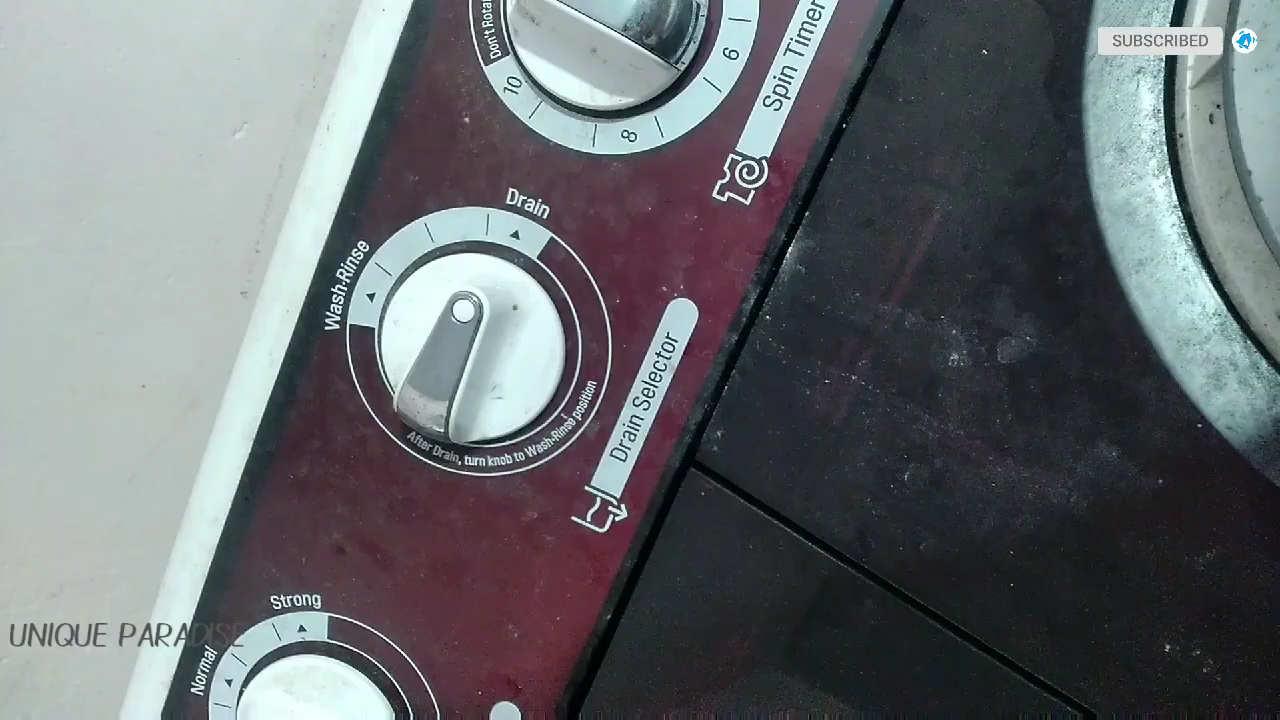 SUBSCRIBED
Don't Rota
10
8
6
Spin Timer
Drain
Wash-Rinse
After Drain, turn knob to Wash-Rinse position
Drain Selector
Strong
Normal
UNIQUE PARADISE